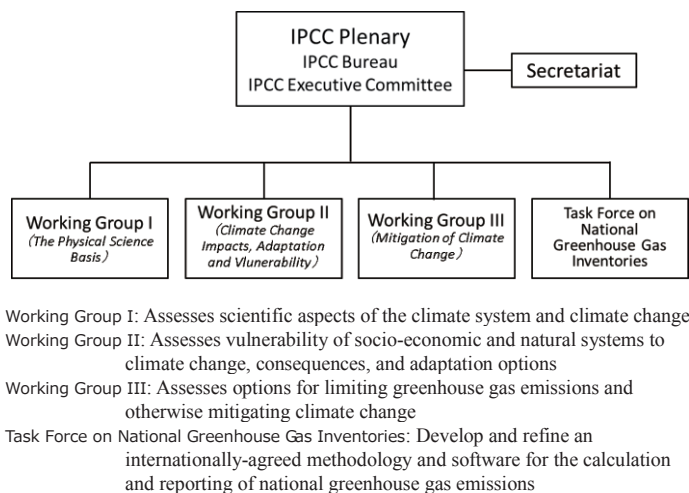 IPCC Plenary
IPCC Bureau
IPCC Executive Committee
Secretariat
Working Group I
(The Physical Science
Basis)
Working Group II
(Climate Change
Impacts, Adaptation
and Vlunerability)
Working Group III
(Mitigation of Climate
Change)
Task Force on
National
Greenhouse Gas
Inventories
Working Group I: Assesses scientific aspects of the climate system and climate change
Working Group II: Assesses vulnerability of socio-economic and natural systems to
climate change, consequences, and adaptation options
Working Group III: Assesses options for limiting greenhouse gas emissions and
otherwise mitigating climate change
Task Force on National Greenhouse Gas Inventories: Develop and refine an
internationally-agreed methodology and software for the calculation
and reporting of national greenhouse gas emissions